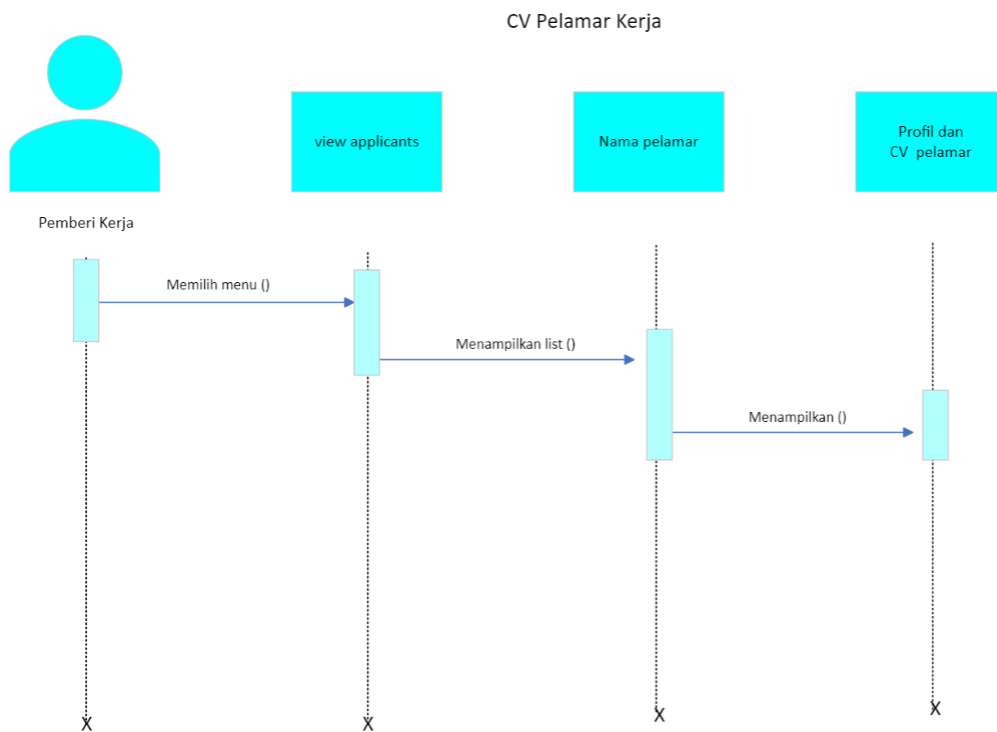 CV Pelamar Kerja
view applicants
Nama pelamar
Profil dan
CV pelamar
Pemberi Kerja
Memilih menu ()
Menampilkan list ()
Menampilkan ()
X
X
X
X